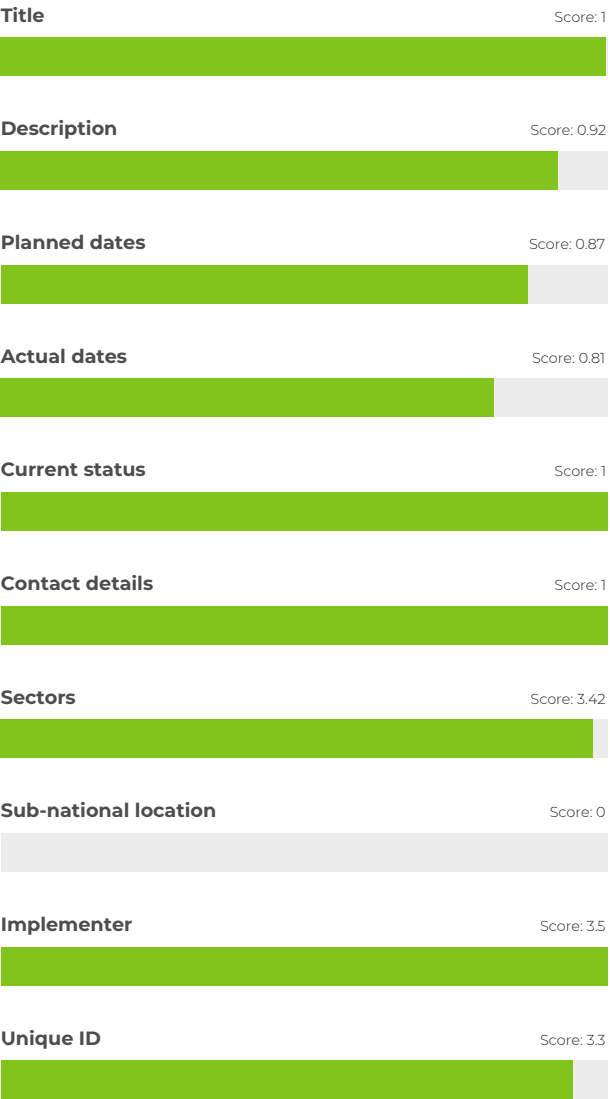 Title Score: 1
Description Score: 0.92
Planned dates Score: 0.87
Actual dates Score: 0.81
Current status Score: 1
Contact details Score: 1
Sectors Score: 3.42
Sub-national location Score: 0
Implementer Score: 3.5
Unique ID Score: 3.3